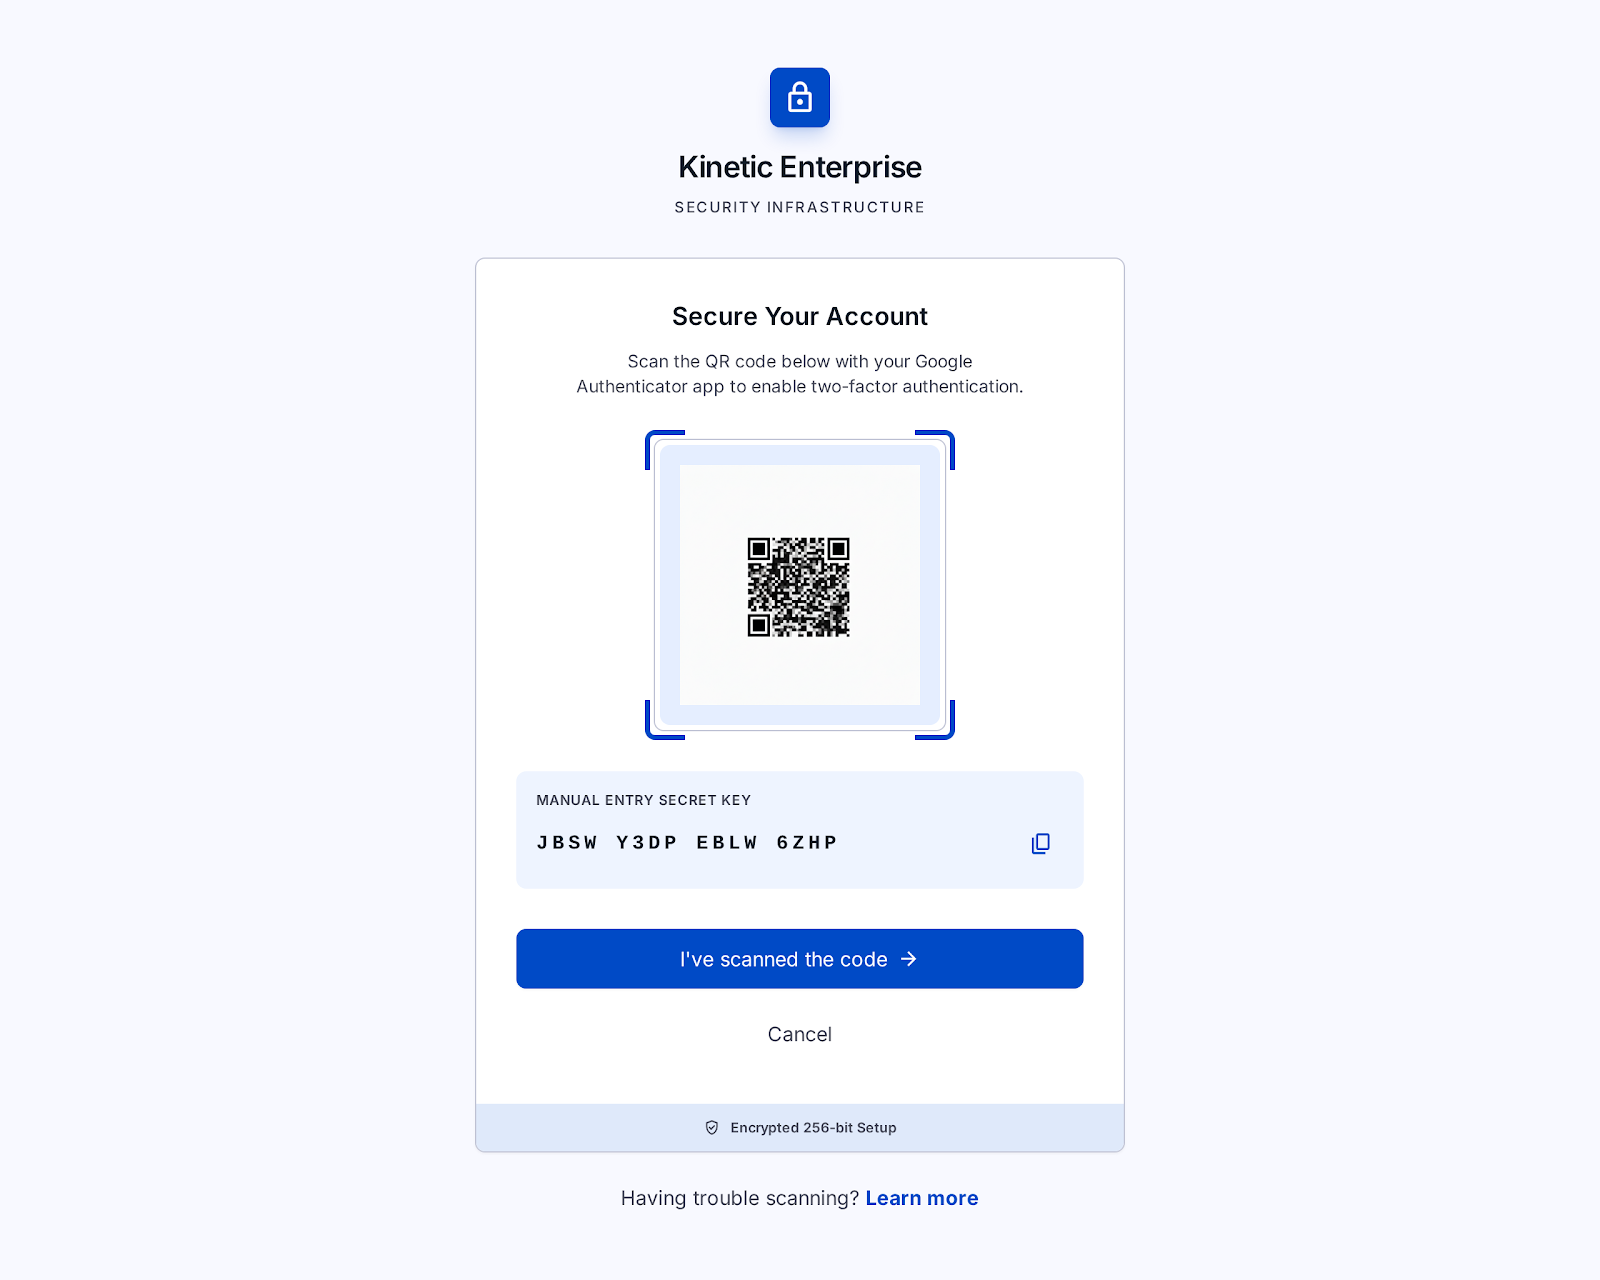 Kinetic Enterprise
SECURITY INFRASTRUCTURE
Secure Your Account
Scan the QR code below with your Google
Authenticator app to enable two-factor authentication.
MANUAL ENTRY SECRET KEY
JBSW Y3DP EBLW 6ZHP
I've scanned the code
Cancel
Encrypted 256-bit Setup
Having trouble scanning? Learn more